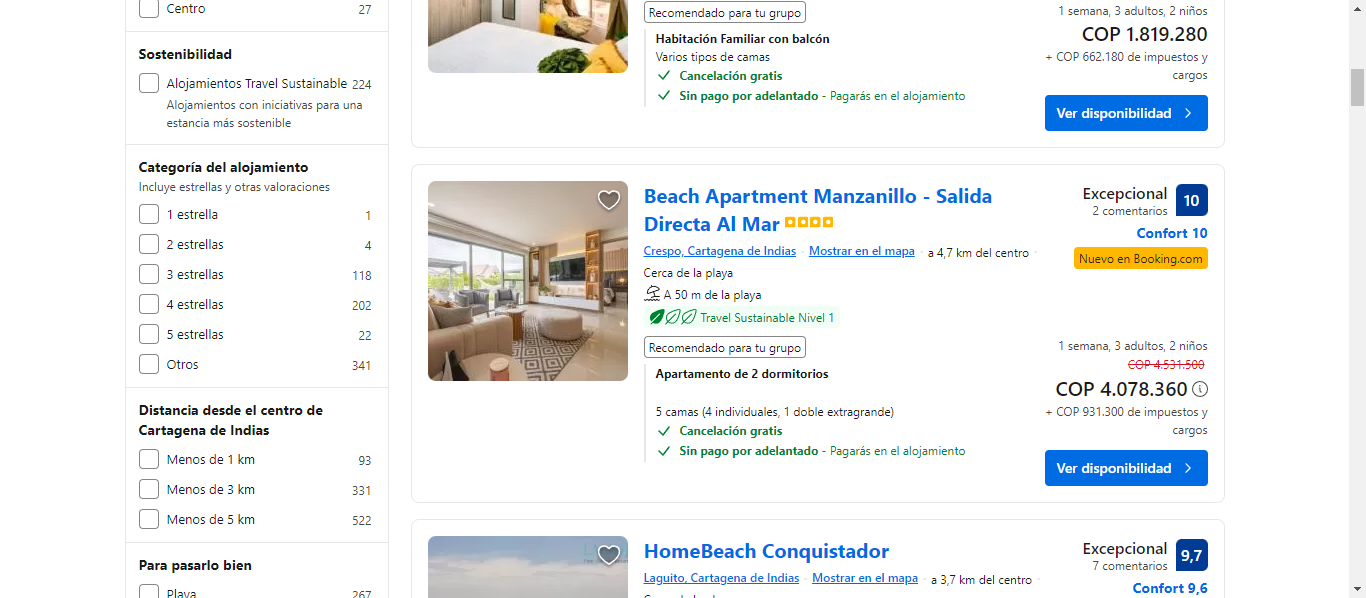 Centro 27
Sostenibilidad
Alojamientos Travel Sustainable 224
Alojamientos con iniciativas para una
estancia más sostenible
Categoría del alojamiento
Incluye estrellas y otras valoraciones
1 estrella 1
2 estrellas 4
3 estrellas 118
4 estrellas 202
5 estrellas 22
Otros 341
Distancia desde el centro de
Cartagena de Indias
Menos de 1 km 93
Menos de 3 km 331
Menos de 5 km 522
Para pasarlo bien
Playa 267
Recomendado para tu grupo
Habitación Familiar con balcón
Varios tipos de camas
Cancelación gratis
Sin pago por adelantado - Pagarás en el alojamiento
1 semana, 3 adultos, 2 niños
COP 1.819.280
+ COP 662.180 de impuestos y
cargos
Ver disponibilidad
Beach Apartment Manzanillo - Salida
Directa Al Mar
Crespo, Cartagena de Indias · Mostrar en el mapa · a 4,7 km del centro ·
Cerca de la playa
A 50 m de la playa
Travel Sustainable Nivel 1
Recomendado para tu grupo
Apartamento de 2 dormitorios
5 camas (4 individuales, 1 doble extragrande)
Cancelación gratis
Sin pago por adelantado - Pagarás en el alojamiento
Excepcional 10
2 comentarios
Confort 10
Nuevo en Booking.com
1 semana, 3 adultos, 2 niños
COP 4.531.500
COP 4.078.360
+ COP 931.300 de impuestos y
cargos
Ver disponibilidad
HomeBeach Conquistador
Laguito, Cartagena de Indias · Mostrar en el mapa · a 3,7 km del centro ·
Excepcional 9,7
7 comentarios
Confort 9,6